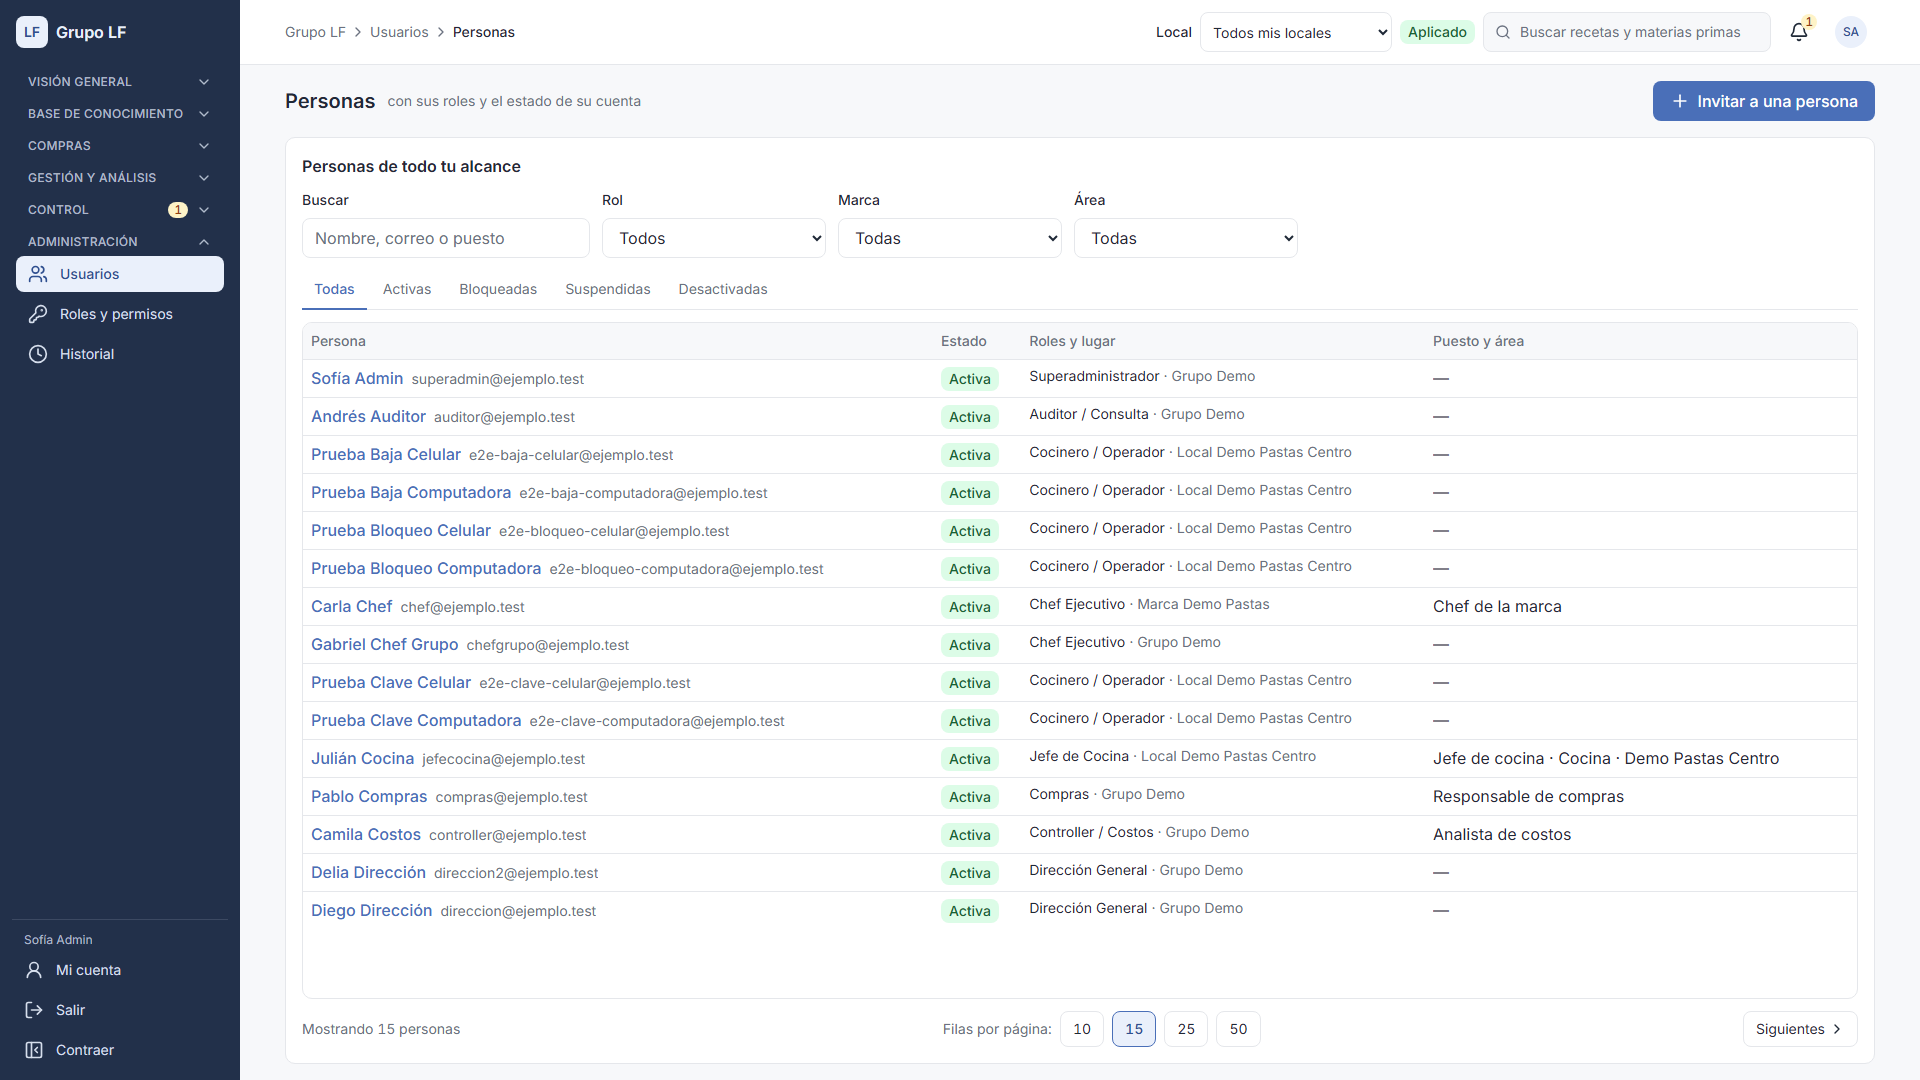 LF Grupo LF
VISIÓN GENERAL
BASE DE CONOCIMIENTO
COMPRAS
GESTIÓN Y ANÁLISIS
CONTROL 1
ADMINISTRACIÓN
Usuarios
Roles y permisos
Historial
Sofía Admin
Mi cuenta
Salir
Contraer
Grupo LF > Usuarios > Personas
Local Todos mis locales Aplicado Buscar recetas y materias primas 1 SA
Personas con sus roles y el estado de su cuenta
+ Invitar a una persona
Personas de todo tu alcance
Buscar Rol Marca Área
Nombre, correo o puesto Todos Todas Todas
Todas Activas Bloqueadas Suspendidas Desactivadas
Persona Estado Roles y lugar Puesto y área
Sofía Admin superadmin@ejemplo.test Activa Superadministrador · Grupo Demo —
Andrés Auditor auditor@ejemplo.test Activa Auditor / Consulta · Grupo Demo —
Prueba Baja Celular e2e-baja-celular@ejemplo.test Activa Cocinero / Operador · Local Demo Pastas Centro —
Prueba Baja Computadora e2e-baja-computadora@ejemplo.test Activa Cocinero / Operador · Local Demo Pastas Centro —
Prueba Bloqueo Celular e2e-bloqueo-celular@ejemplo.test Activa Cocinero / Operador · Local Demo Pastas Centro —
Prueba Bloqueo Computadora e2e-bloqueo-computadora@ejemplo.test Activa Cocinero / Operador · Local Demo Pastas Centro —
Carla Chef chef@ejemplo.test Activa Chef Ejecutivo · Marca Demo Pastas Chef de la marca
Gabriel Chef Grupo chefgrupo@ejemplo.test Activa Chef Ejecutivo · Grupo Demo —
Prueba Clave Celular e2e-clave-celular@ejemplo.test Activa Cocinero / Operador · Local Demo Pastas Centro —
Prueba Clave Computadora e2e-clave-computadora@ejemplo.test Activa Cocinero / Operador · Local Demo Pastas Centro —
Julián Cocina jefecocina@ejemplo.test Activa Jefe de Cocina · Local Demo Pastas Centro Jefe de cocina · Cocina · Demo Pastas Centro
Pablo Compras compras@ejemplo.test Activa Compras · Grupo Demo Responsable de compras
Camila Costos controller@ejemplo.test Activa Controller / Costos · Grupo Demo Analista de costos
Delia Dirección direccion2@ejemplo.test Activa Dirección General · Grupo Demo —
Diego Dirección direccion@ejemplo.test Activa Dirección General · Grupo Demo —
Mostrando 15 personas Filas por página: 10 15 25 50 Siguientes >